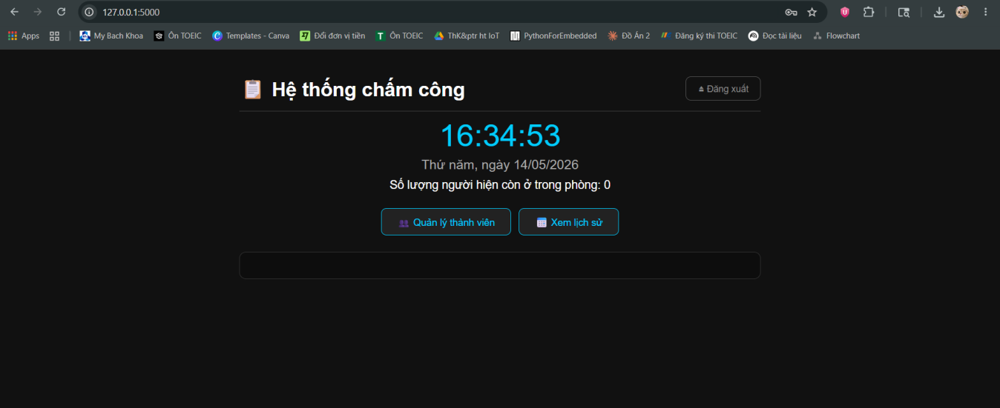 127.0.0.1:5000
Apps My Bach Khoa Ôn TOEIC Templates - Canva Đổi đơn vị tiền Ôn TOEIC ThK&ptr ht IoT PythonForEmbedded Đồ Án 2 Đăng ký thi TOEIC Đọc tài liệu Flowchart
Hệ thống chấm công
Đăng xuất
16:34:53
Thứ năm, ngày 14/05/2026
Số lượng người hiện còn ở trong phòng: 0
Quản lý thành viên Xem lịch sử